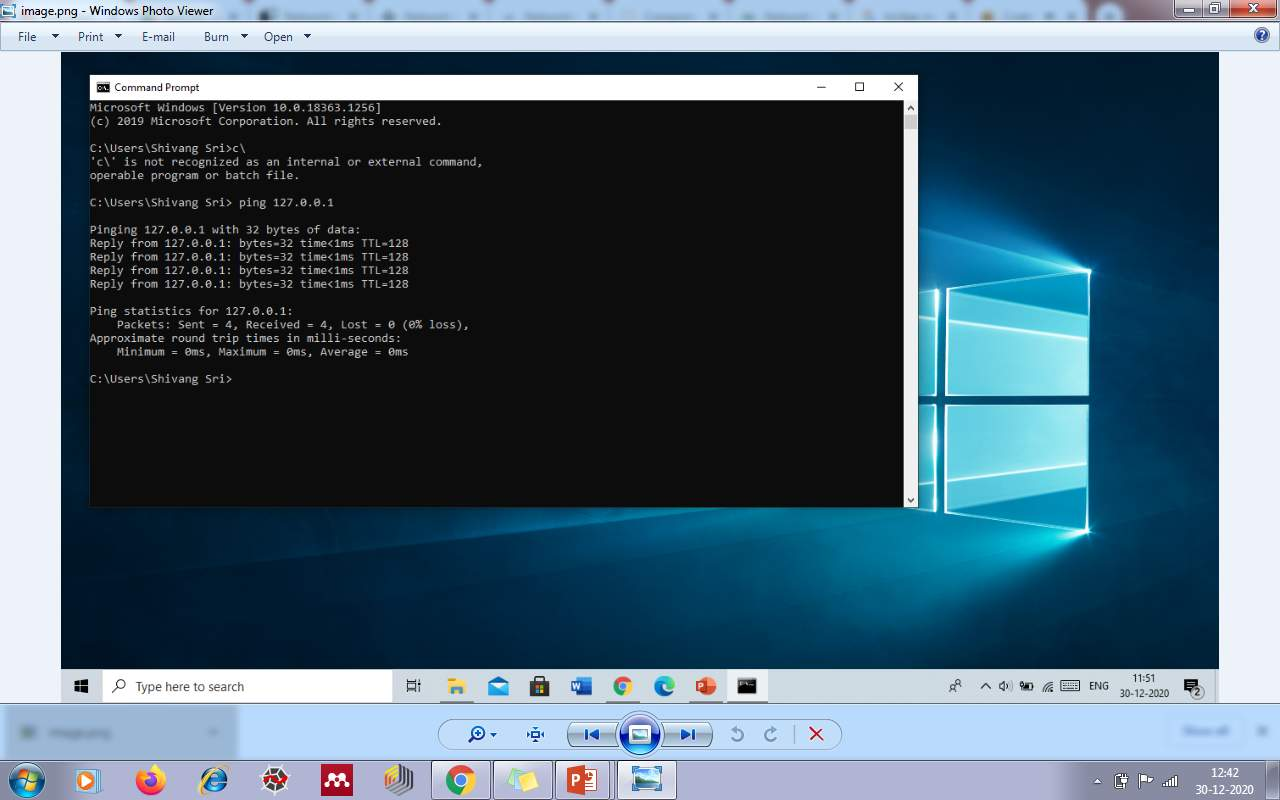 image.png - Windows Photo Viewer
File Print E-mail Burn Open
Command Prompt
Microsoft Windows [Version 10.0.18363.1256]
(c) 2019 Microsoft Corporation. All rights reserved.
C:\Users\Shivang Sri>c\
'c\' is not recognized as an internal or external command,
operable program or batch file.
C:\Users\Shivang Sri> ping 127.0.0.1
Pinging 127.0.0.1 with 32 bytes of data:
Reply from 127.0.0.1: bytes=32 time<1ms TTL=128
Reply from 127.0.0.1: bytes=32 time<1ms TTL=128
Reply from 127.0.0.1: bytes=32 time<1ms TTL=128
Reply from 127.0.0.1: bytes=32 time<1ms TTL=128
Ping statistics for 127.0.0.1:
Packets: Sent = 4, Received = 4, Lost = 0 (0% loss),
Approximate round trip times in milli-seconds:
Minimum = 0ms, Maximum = 0ms, Average = 0ms
C:\Users\Shivang Sri>
Type here to search
ENG
11:51
30-12-2020
2
image.png
Show all
12:42
30-12-2020